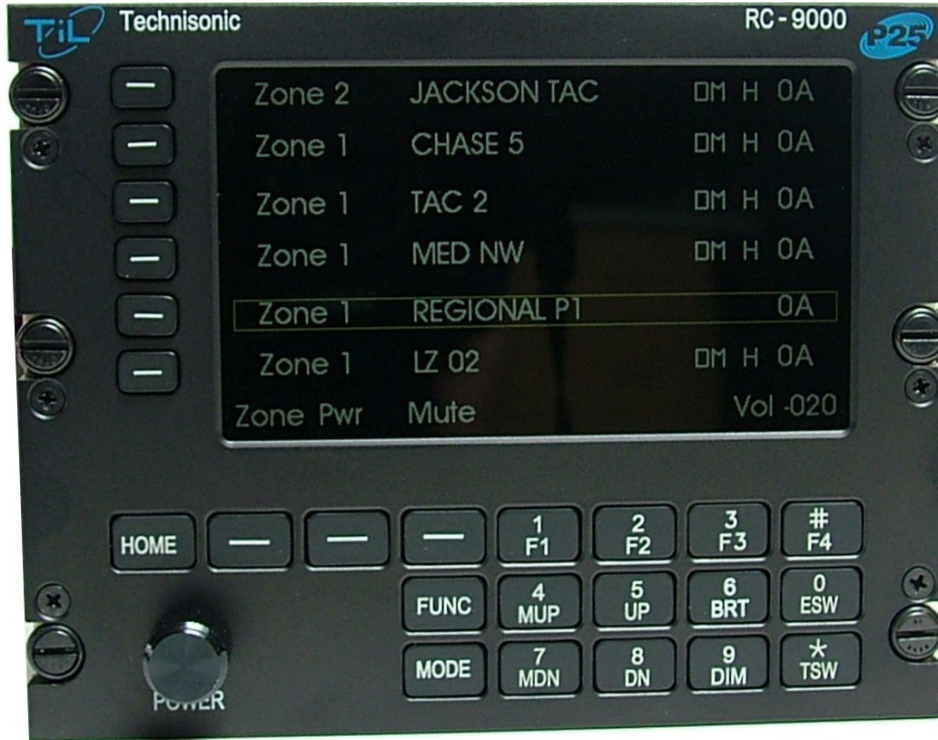 TiL Technisonic RC-9000 P25
Zone 2 JACKSON TAC DM H 0A
Zone 1 CHASE 5 DM H 0A
Zone 1 TAC 2 DM H 0A
Zone 1 MED NW DM H 0A
Zone 1 REGIONAL P1 0A
Zone 1 LZ 02 DM H 0A
Zone Pwr Mute Vol -020
HOME 1 2 3 #
F1 F2 F3 F4
FUNC 4 5 6 0
MUP UP BRT ESW
MODE 7 8 9 *
MDN DN DIM TSW
POWER